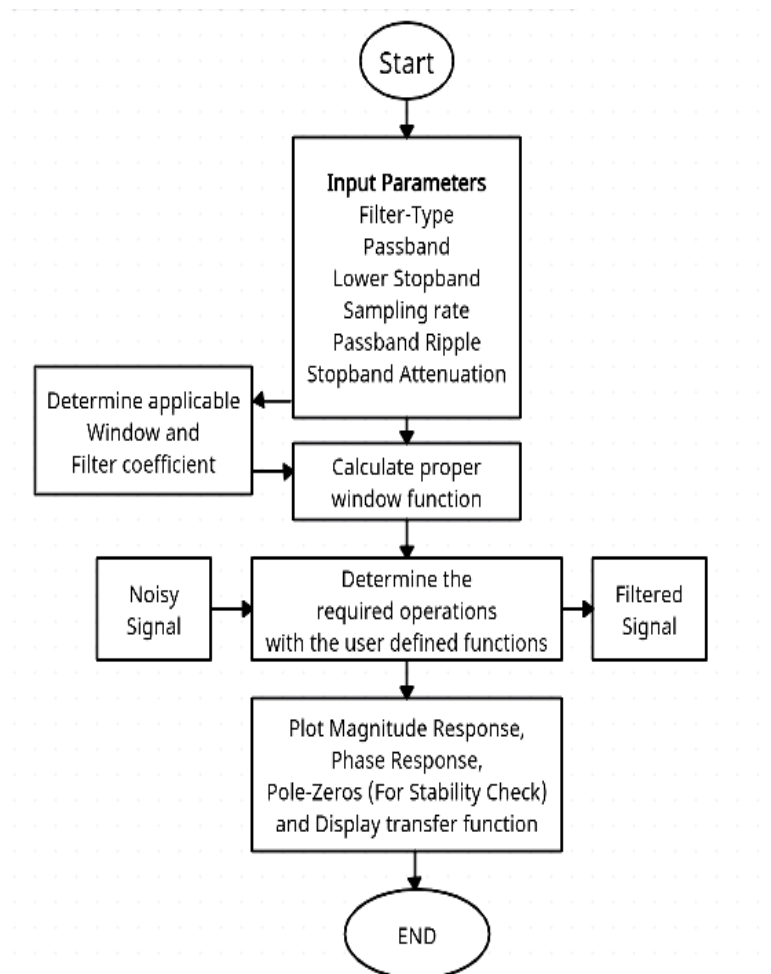 Start
Input Parameters
Filter-Type
Passband
Lower Stopband
Sampling rate
Passband Ripple
Stopband Attenuation
Determine applicable
Window and
Filter coefficient
Calculate proper
window function
Noisy
Signal
Determine the
required operations
with the user defined functions
Filtered
Signal
Plot Magnitude Response,
Phase Response,
Pole-Zeros (For Stability Check)
and Display transfer function
END